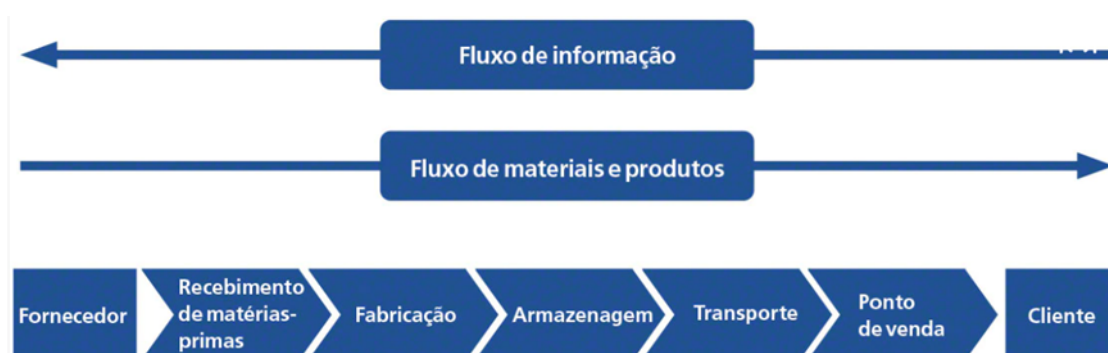 Fluxo de informação
Fluxo de materiais e produtos
Fornecedor
Recebimento
de matérias-
primas
Fabricação
Armazenagem
Transporte
Ponto
de venda
Cliente